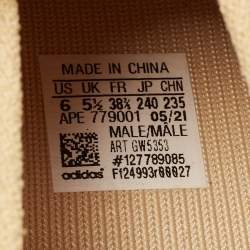 MADE IN CHINA
US UK FR JP CHN
6 5½ 38⅔ 240 235
APE 779001 05/21
MALE/MÂLE
ART GW5353
#127789085
adidas F124993r00027